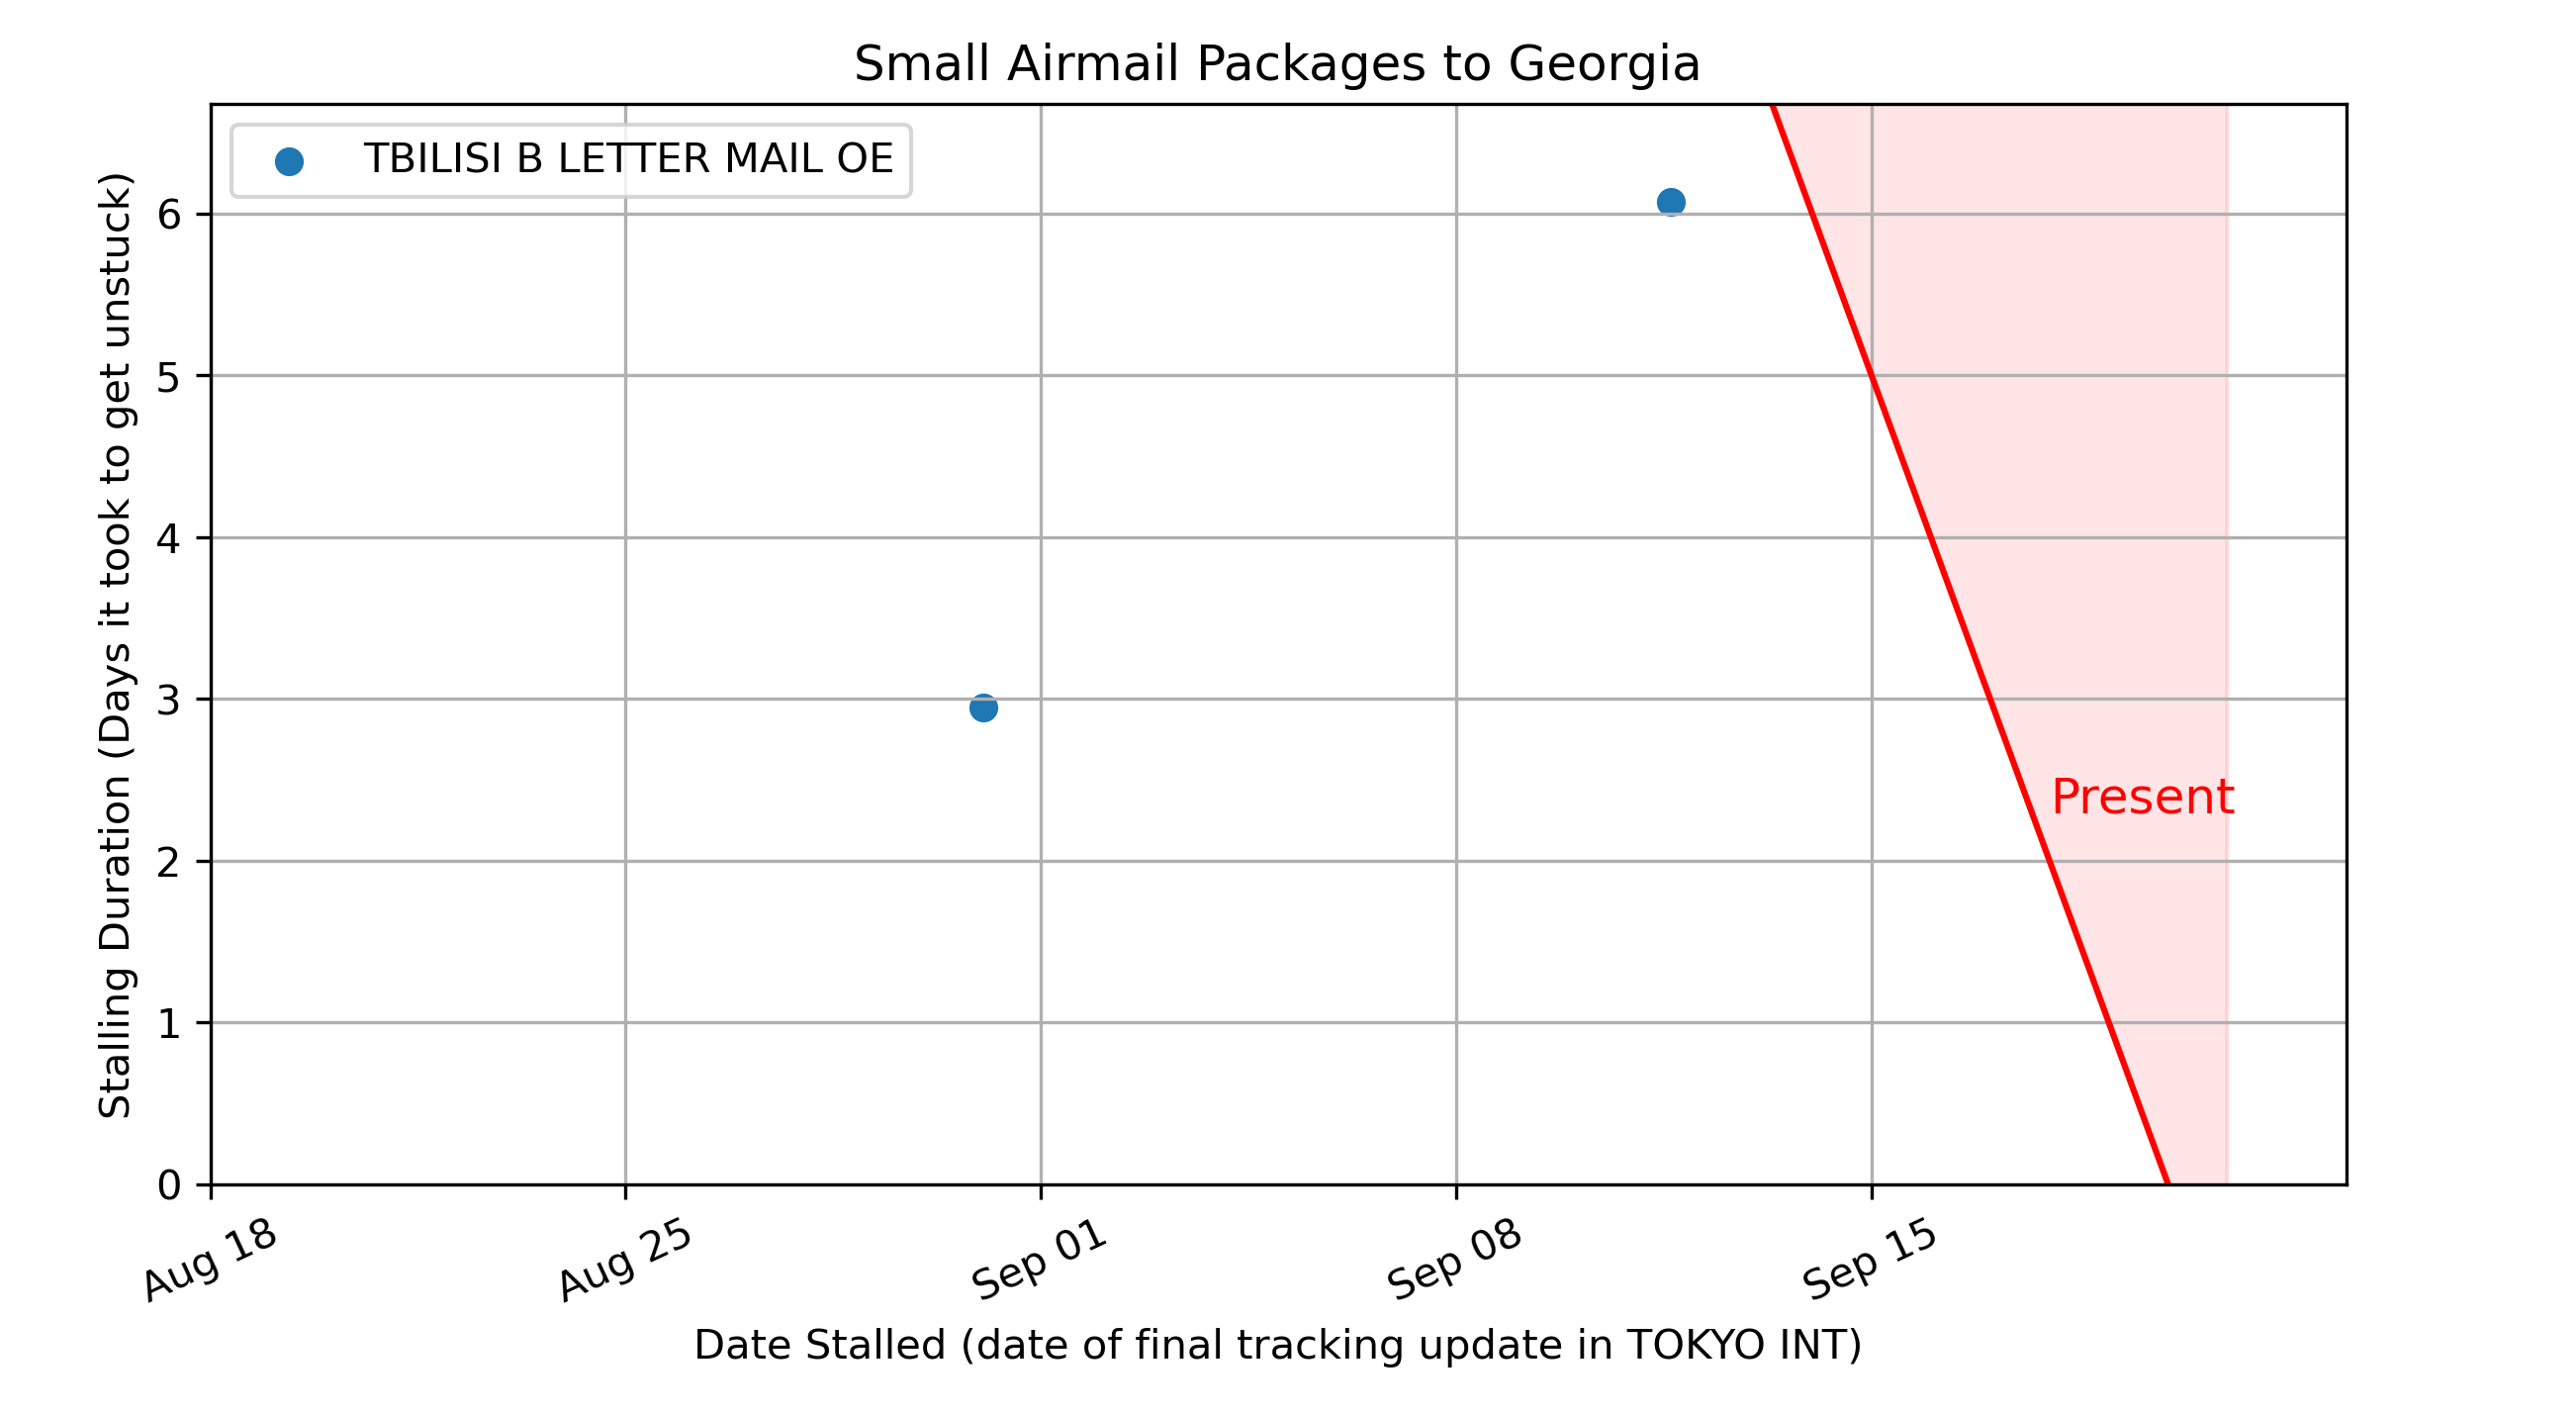 Small Airmail Packages to Georgia
TBILISI B LETTER MAIL OE
Stalling Duration (Days it took to get unstuck)
6
5
4
3
2
1
0
Present
Aug 18
Aug 25
Sep 01
Sep 08
Sep 15
Date Stalled (date of final tracking update in TOKYO INT)